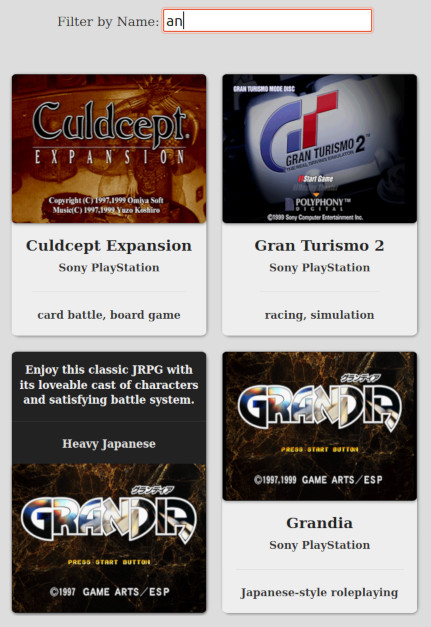 Filter by Name: an
Culdcept
EXPANSION
Copyright (C)1997,1999 Omiya Soft
Music(C) 1997,1999 Yuzo Koshiro
Culdcept Expansion
Sony PlayStation
card battle, board game
GRAN TURISMO MODE DISC
GT
GRAN TURISMO 2
THE REAL DRIVING SIMULATOR
Start Game
POLYPHONY
DIGITAL
©1999 Sony Computer Entertainment Inc.
Gran Turismo 2
Sony PlayStation
racing, simulation
Enjoy this classic JRPG with
its loveable cast of characters
and satisfying battle system.
Heavy Japanese
グランディア
GRANDIA
PRESS START BUTTON
©1997 GAME ARTS/ESP
グランディア
GRANDIA
PRESS START BUTTON
©1997,1999 GAME ARTS/ESP
Grandia
Sony PlayStation
Japanese-style roleplaying